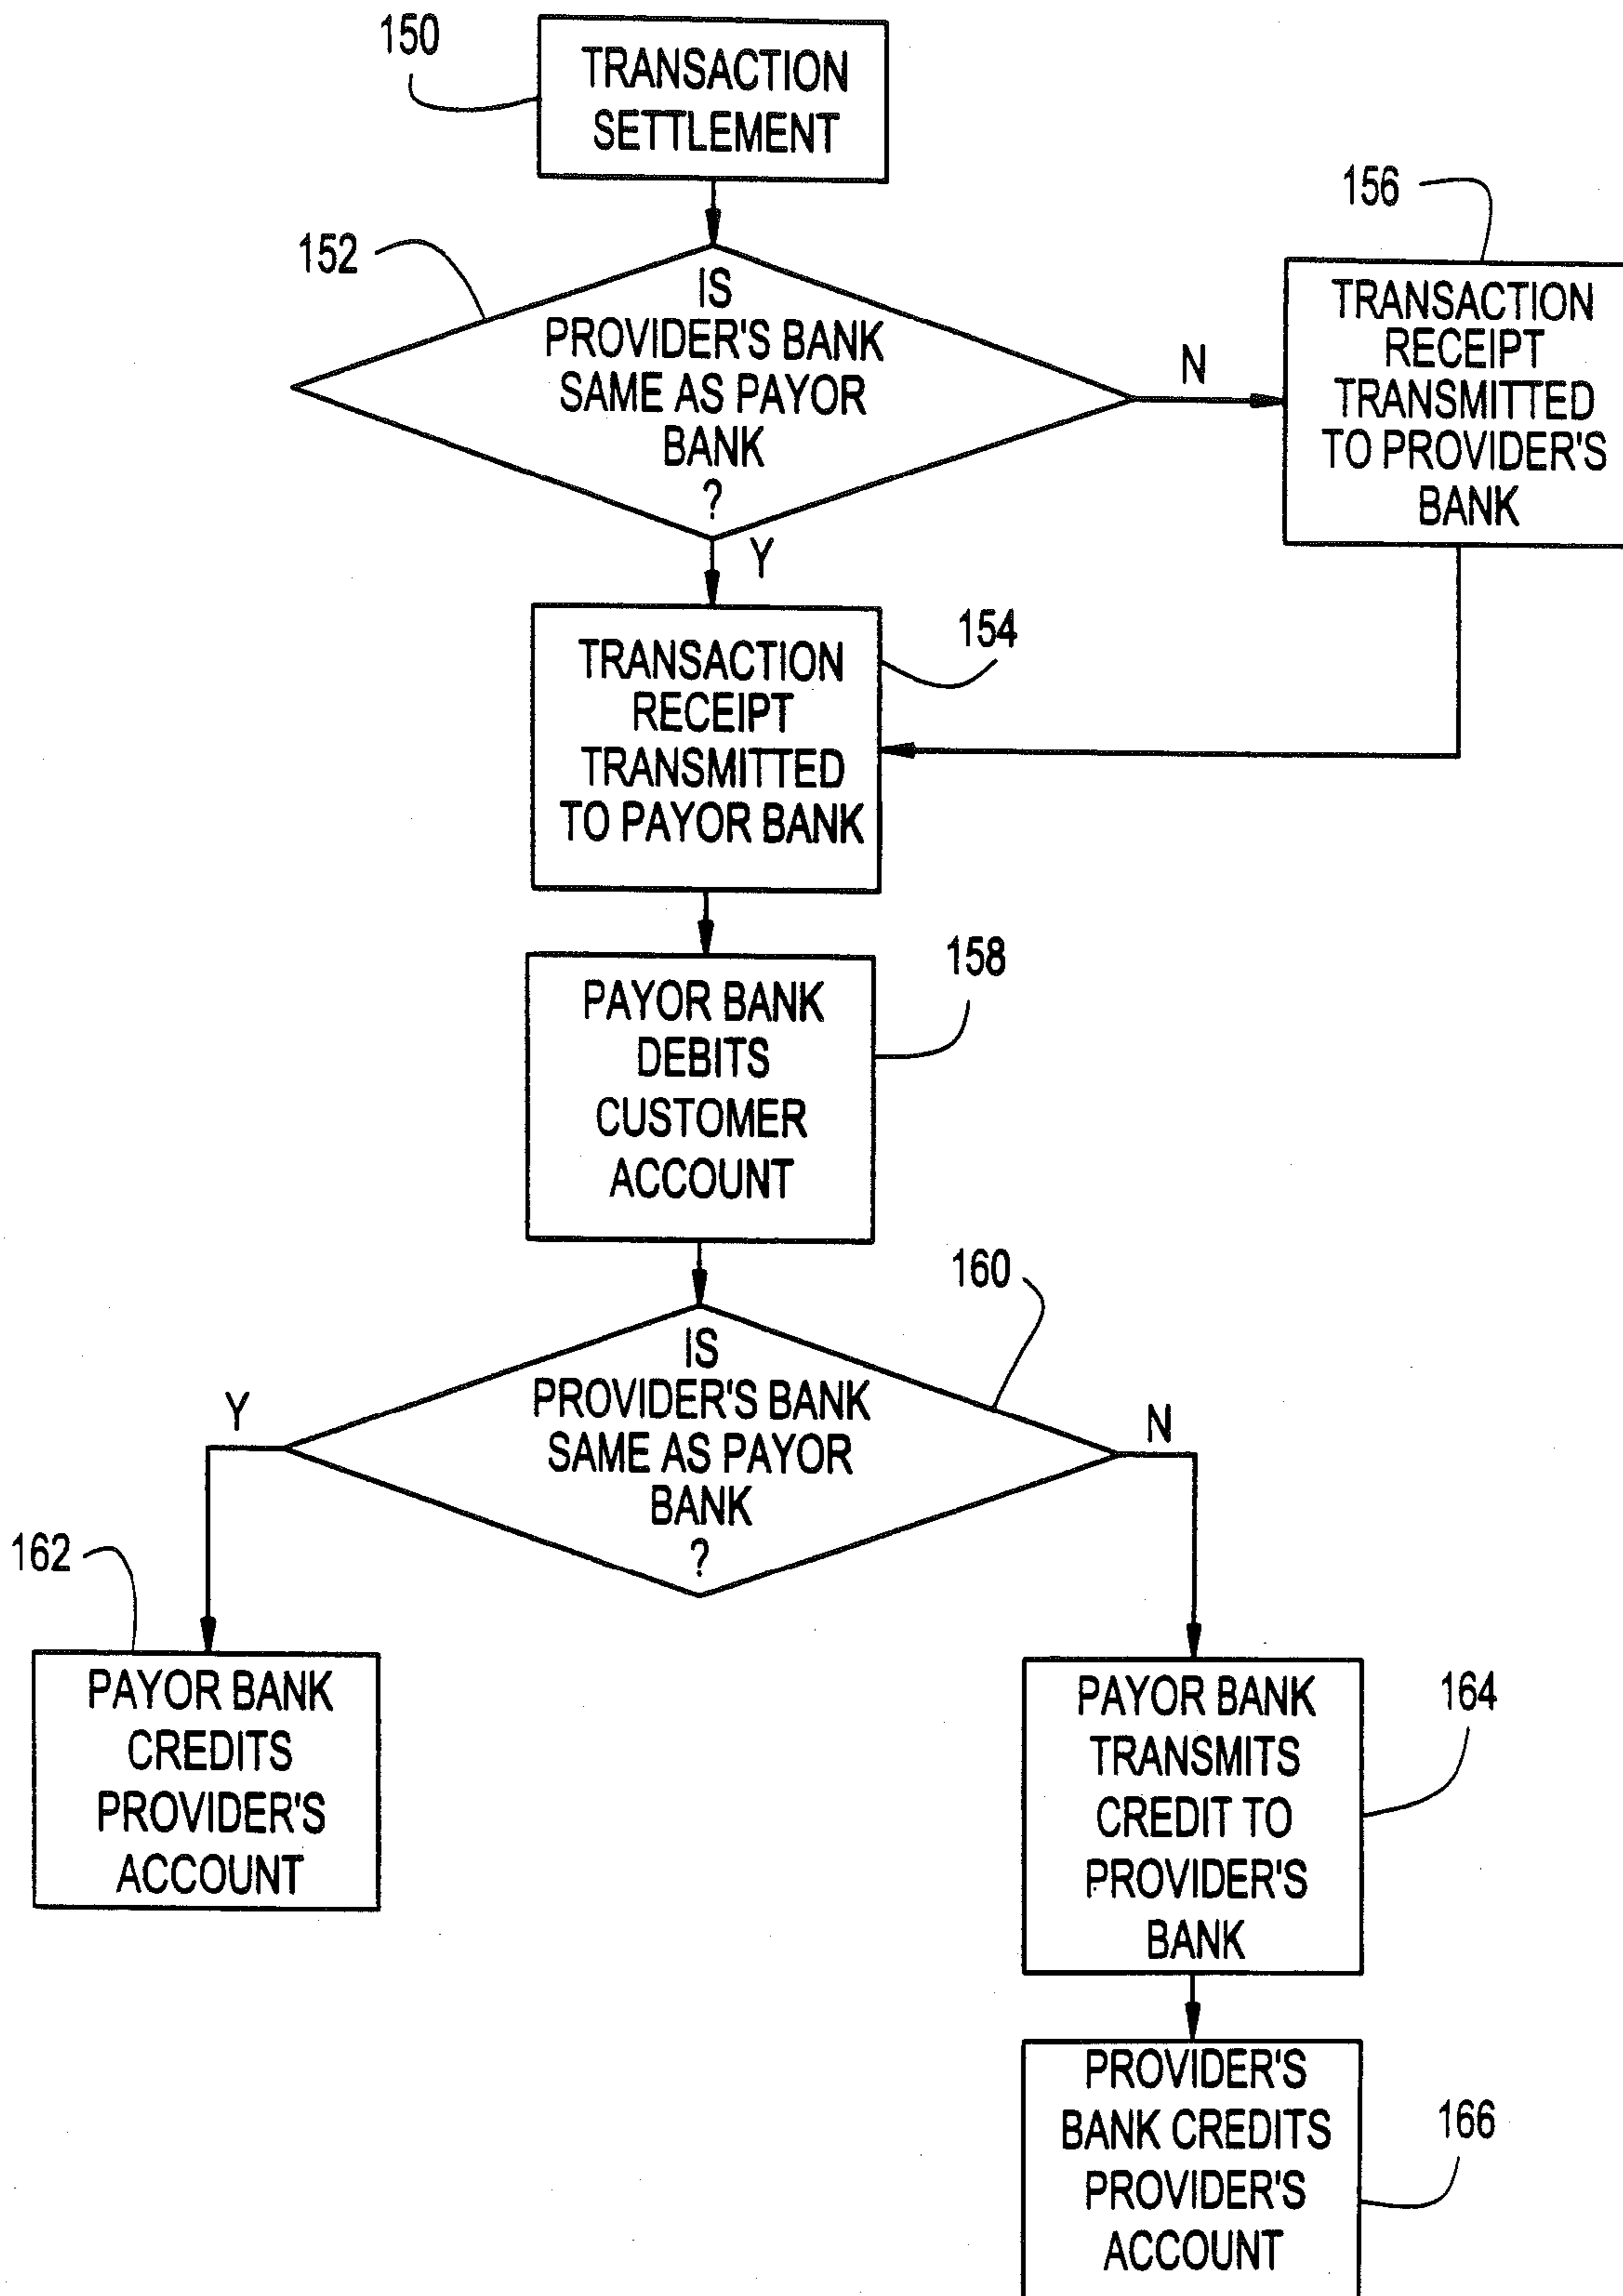 150
TRANSACTION
SETTLEMENT
152
IS
PROVIDER'S BANK
SAME AS PAYOR
BANK
?
N
Y
156
TRANSACTION
RECEIPT
TRANSMITTED
TO PROVIDER'S
BANK
154
TRANSACTION
RECEIPT
TRANSMITTED
TO PAYOR BANK
158
PAYOR BANK
DEBITS
CUSTOMER
ACCOUNT
160
IS
PROVIDER'S BANK
SAME AS PAYOR
BANK
?
Y
N
162
PAYOR BANK
CREDITS
PROVIDER'S
ACCOUNT
164
PAYOR BANK
TRANSMITS
CREDIT TO
PROVIDER'S
BANK
166
PROVIDER'S
BANK CREDITS
PROVIDER'S
ACCOUNT